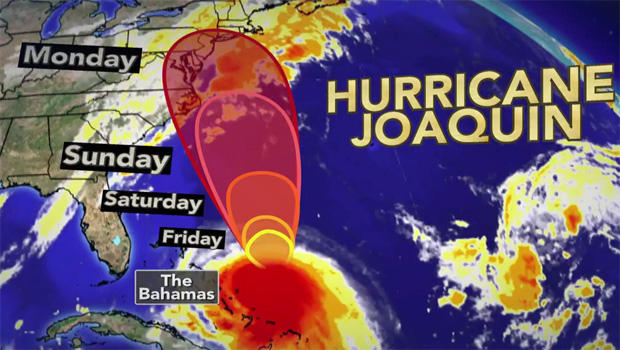 Monday
HURRICANE
JOAQUIN
Sunday
Saturday
Friday
The
Bahamas